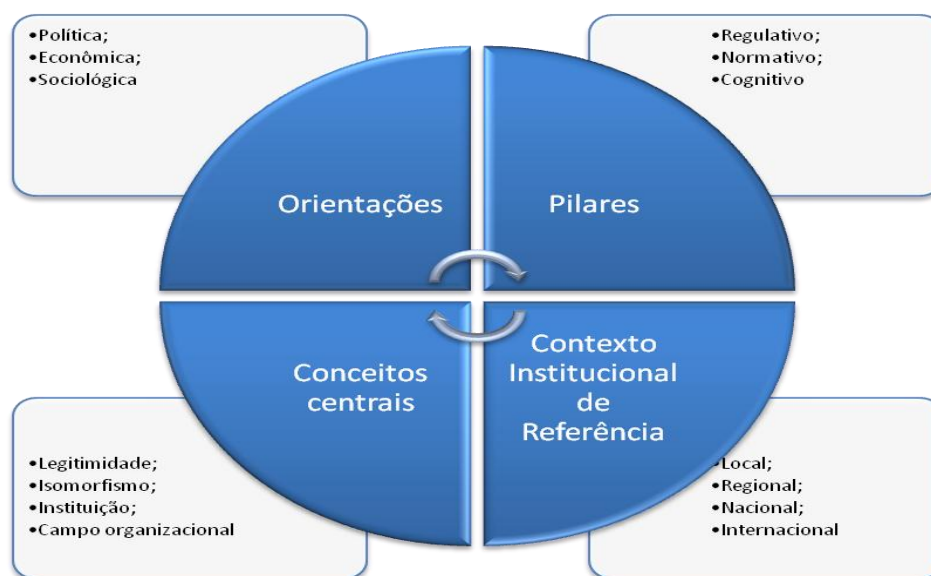 •Política;
•Econômica;
•Sociológica
•Regulativo;
•Normativo;
•Cognitivo
Orientações
Pilares
Conceitos
centrais
Contexto
Institucional
de
Referência
•Legitimidade;
•Isomorfismo;
•Instituição;
•Campo organizacional
•Local;
•Regional;
•Nacional;
•Internacional